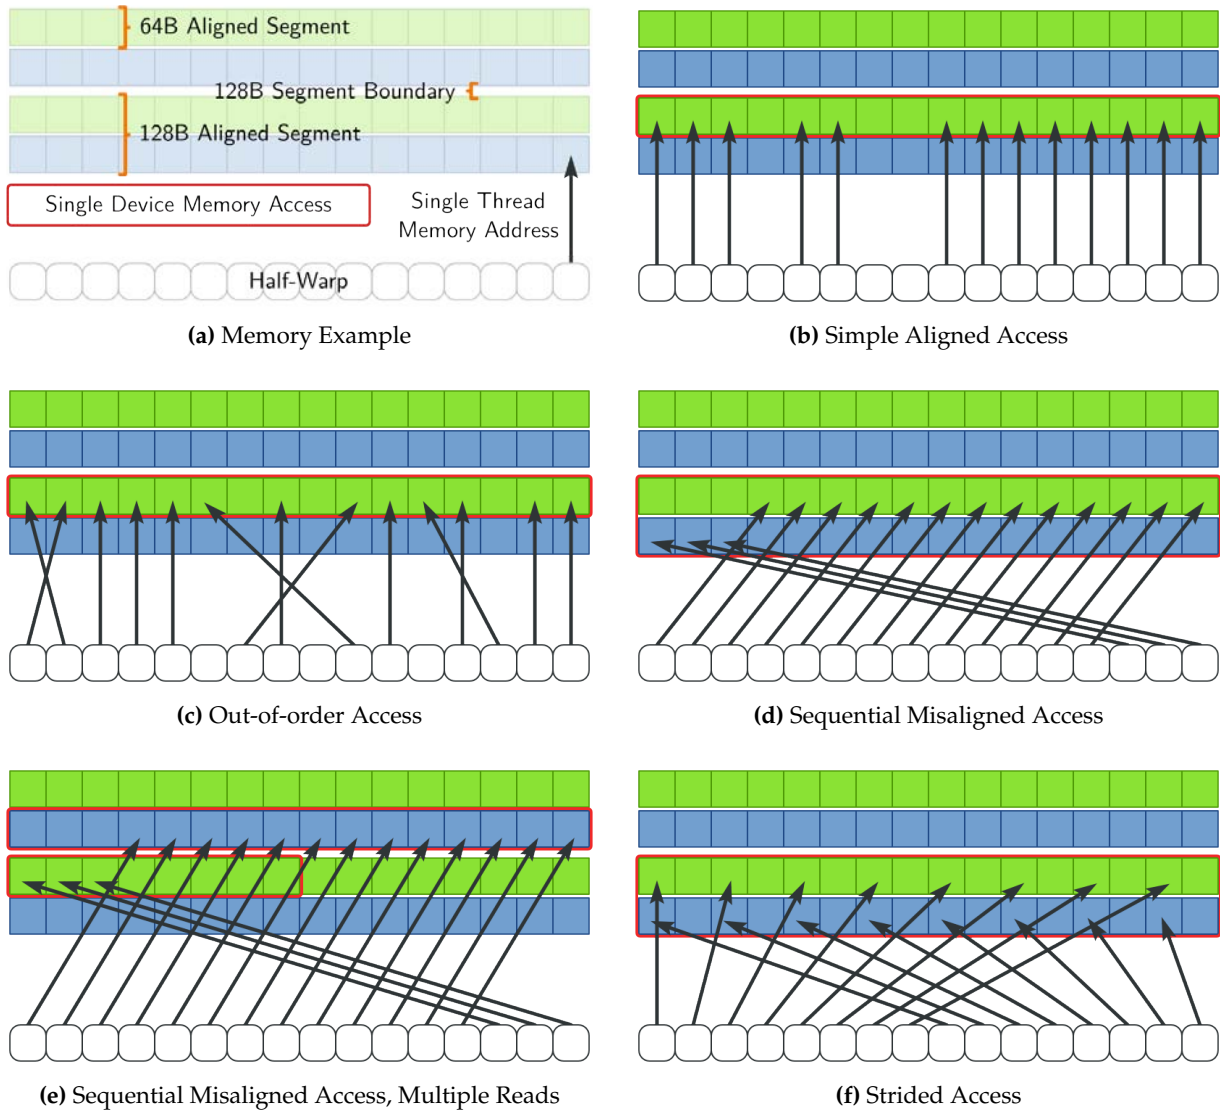 64B Aligned Segment
128B Segment Boundary
128B Aligned Segment
Single Device Memory Access
Single Thread
Memory Address
Half-Warp
(a) Memory Example
(b) Simple Aligned Access
(c) Out-of-order Access
(d) Sequential Misaligned Access
(e) Sequential Misaligned Access, Multiple Reads
(f) Strided Access